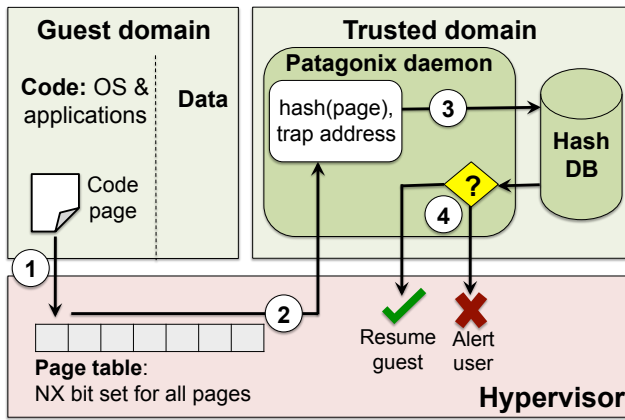 Guest domain
Code: OS &
applications
Data
Code
page
1
Trusted domain
Patagonix daemon
hash(page),
trap address
3
Hash
DB
?
4
2
Resume
guest
Alert
user
Page table:
NX bit set for all pages
Hypervisor